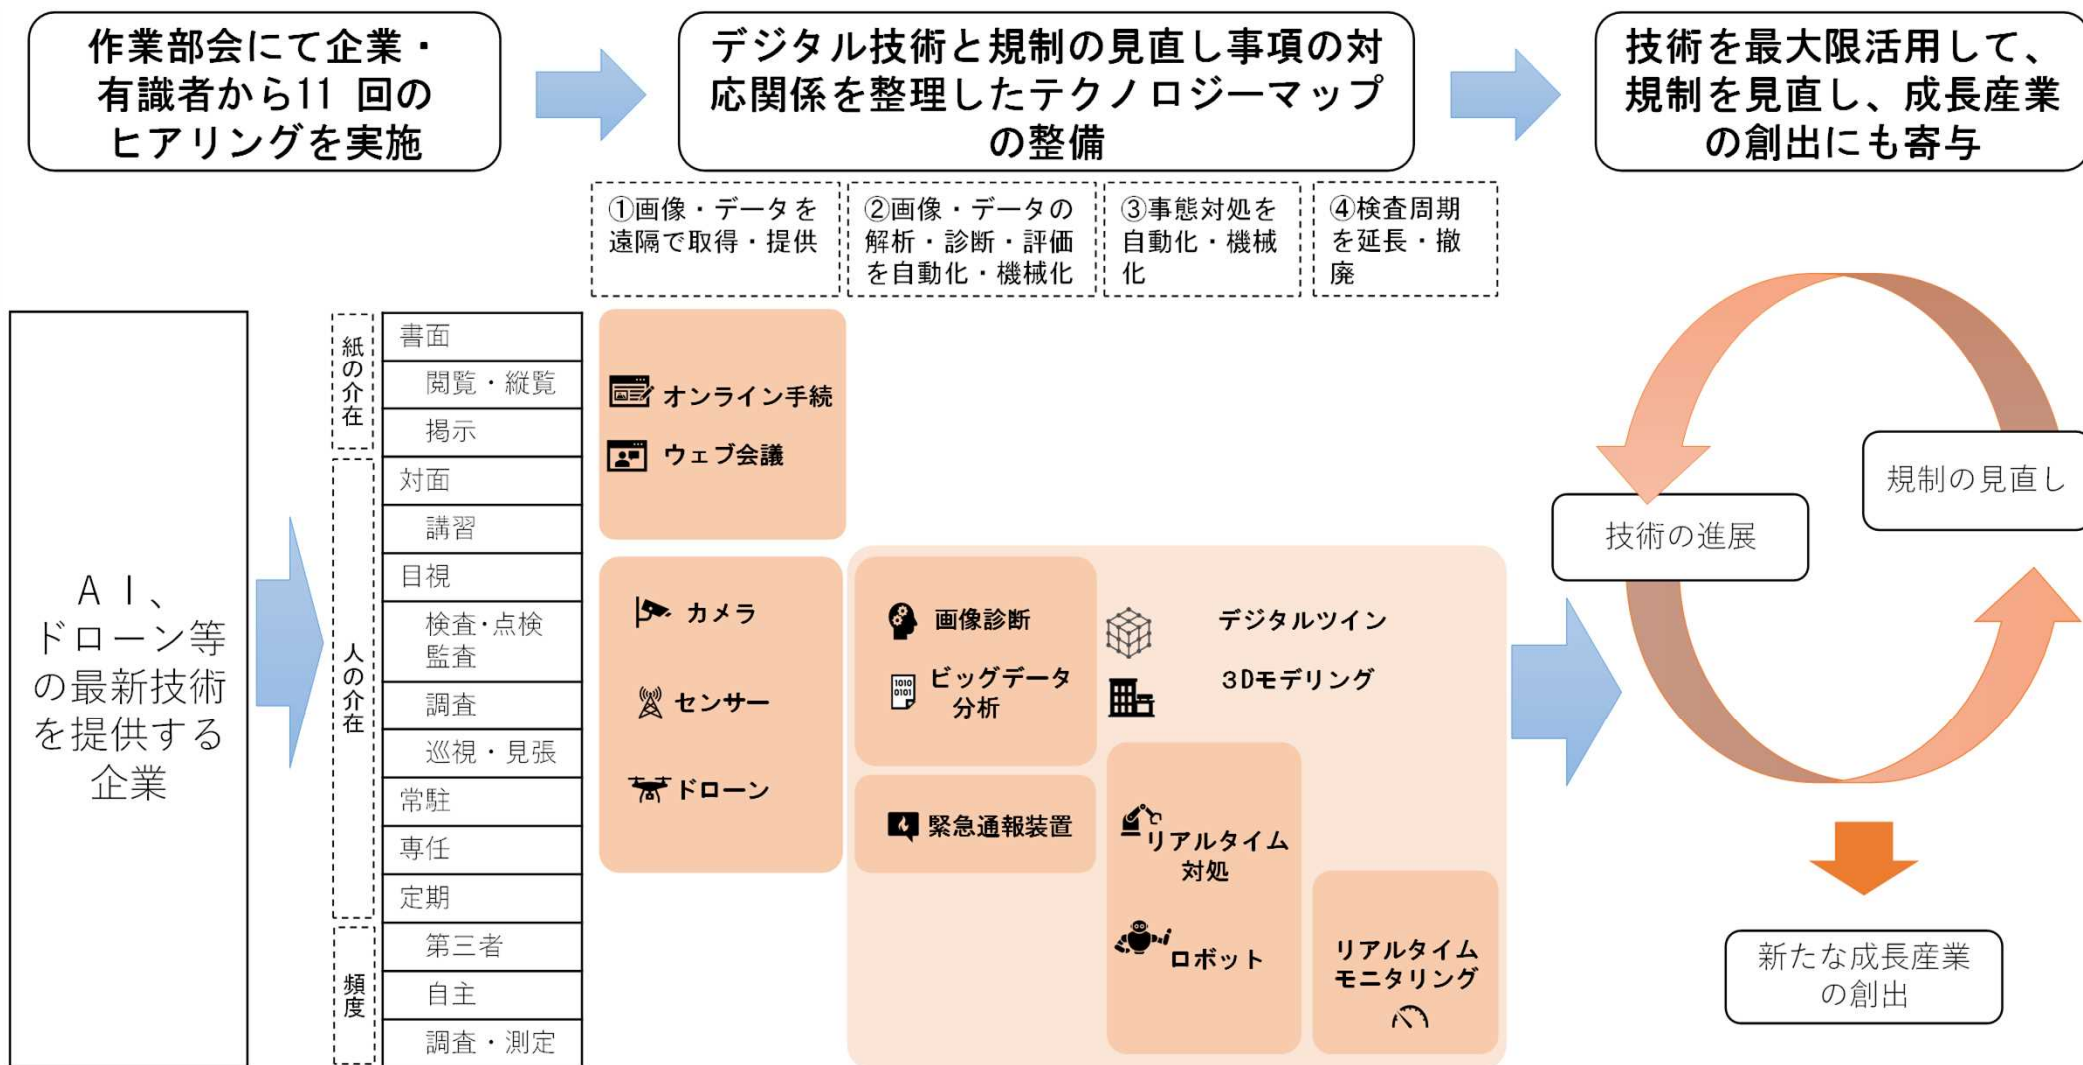 作業部会にて企業・
有識者から11 回の
ヒアリングを実施
デジタル技術と規制の見直し事項の対
応関係を整理したテクノロジーマップ
の整備
技術を最大限活用して、
規制を見直し、成長産業
の創出にも寄与
①画像・データを
遠隔で取得・提供
②画像・データの
解析・診断・評価
を自動化・機械化
③事態対処を
自動化・機械
化
④検査周期
を延長・撤
廃
ＡＩ、
ドローン等
の最新技術
を提供する
企業
紙の介在
人の介在
頻度
書面
閲覧・縦覧
掲示
対面
講習
目視
検査・点検
監査
調査
巡視・見張
常駐
専任
定期
第三者
自主
調査・測定
オンライン手続
ウェブ会議
カメラ
センサー
ドローン
画像診断
1010
0101
ビッグデータ
分析
緊急通報装置
デジタルツイン
3Dモデリング
リアルタイム
対処
ロボット
リアルタイム
モニタリング
規制の見直し
技術の進展
新たな成長産業
の創出